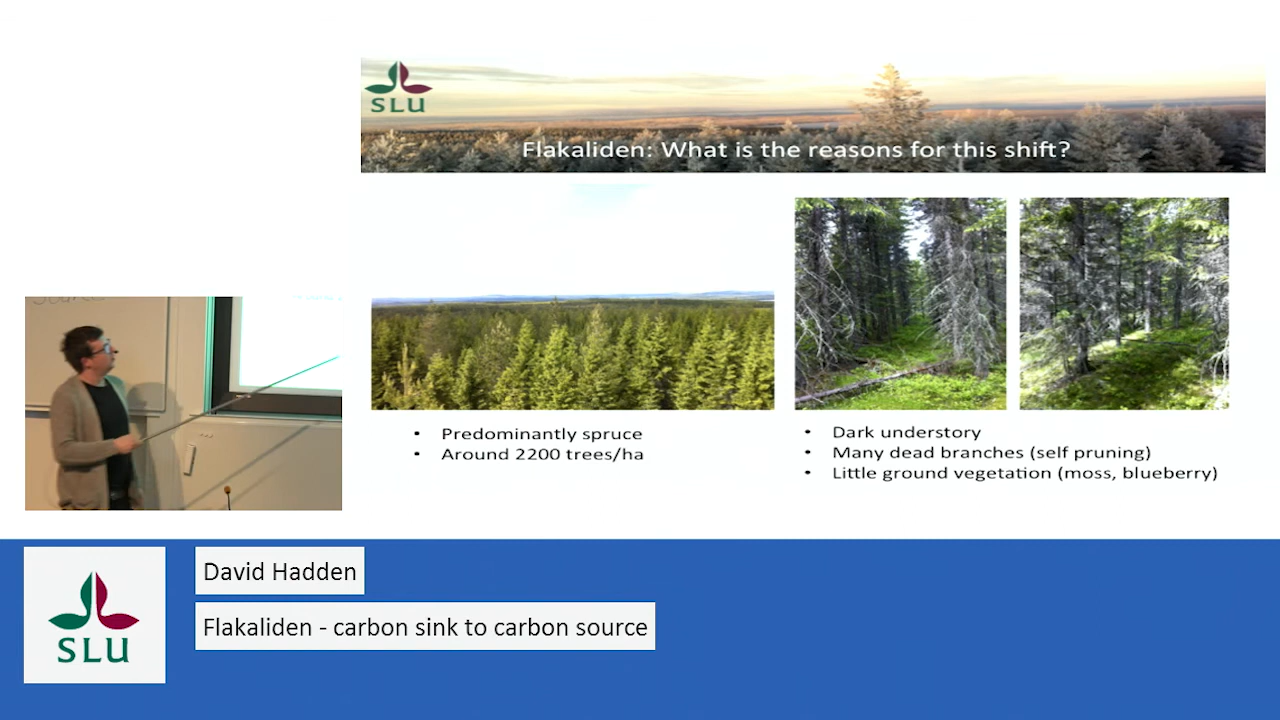 SLU
Flakaliden: What is the reasons for this shift?
• Predominantly spruce
• Around 2200 trees/ha
• Dark understory
• Many dead branches (self pruning)
• Little ground vegetation (moss, blueberry)
SLU
David Hadden
Flakaliden - carbon sink to carbon source